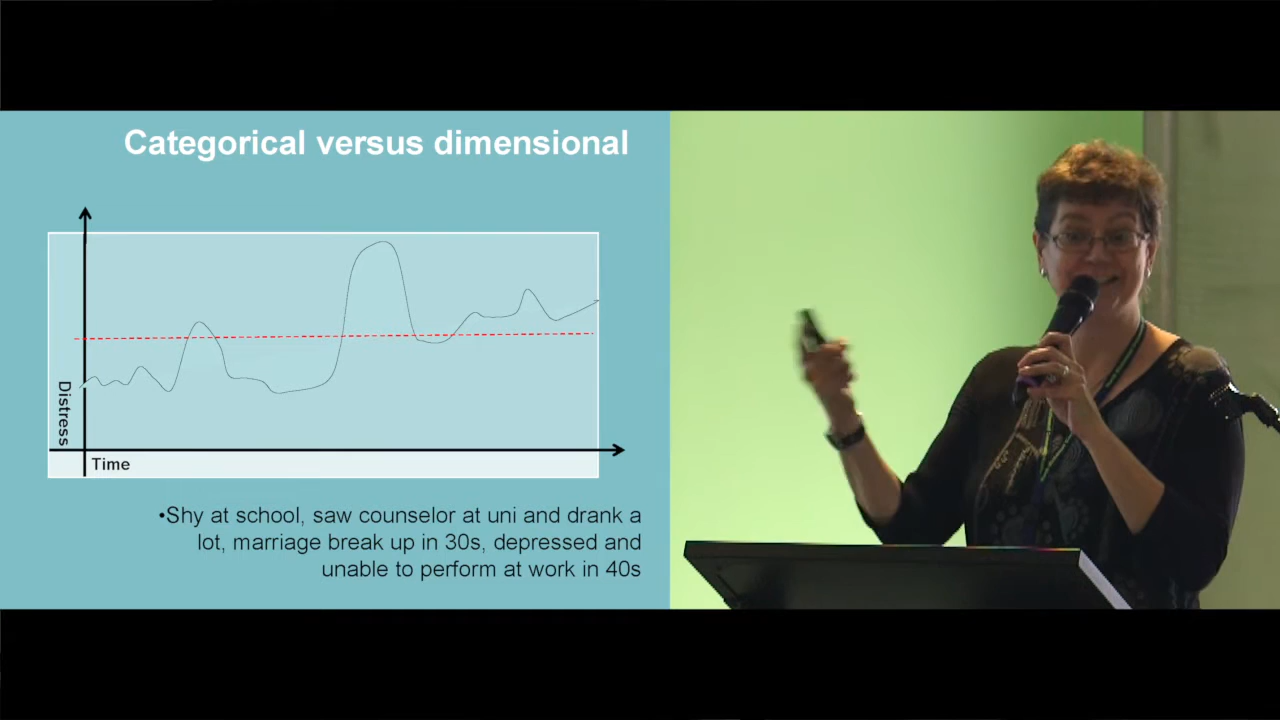 Categorical versus dimensional
Distress
Time
•Shy at school, saw counselor at uni and drank a
lot, marriage break up in 30s, depressed and
unable to perform at work in 40s